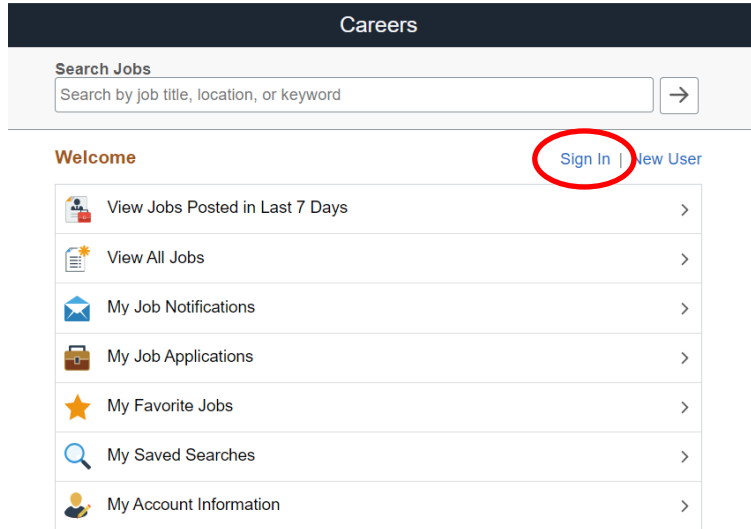 Careers
Search Jobs
Search by job title, location, or keyword
Welcome
Sign In | New User
View Jobs Posted in Last 7 Days
View All Jobs
My Job Notifications
My Job Applications
My Favorite Jobs
My Saved Searches
My Account Information